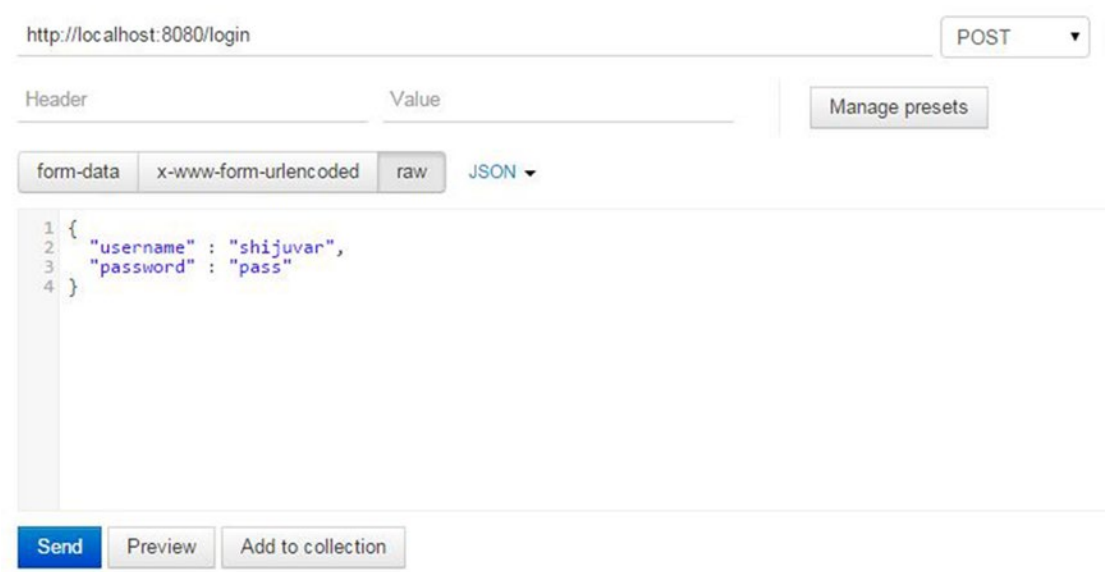 http://localhost:8080/login POST
Header Value Manage presets
form-data x-www-form-urlencoded raw JSON
1 {
2 "username" : "shijuvar",
3 "password" : "pass"
4 }
Send Preview Add to collection